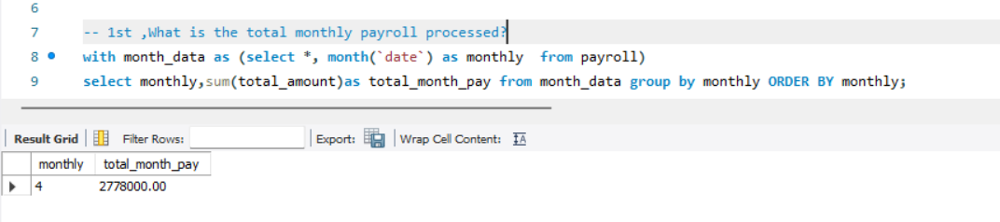 6
7 -- 1st ,What is the total monthly payroll processed?
8 with month_data as (select *, month(`date`) as monthly  from payroll)
9 select monthly,sum(total_amount)as total_month_pay from month_data group by monthly ORDER BY monthly;
Result Grid Filter Rows: Export: Wrap Cell Content: IA
monthly total_month_pay
4 2778000.00